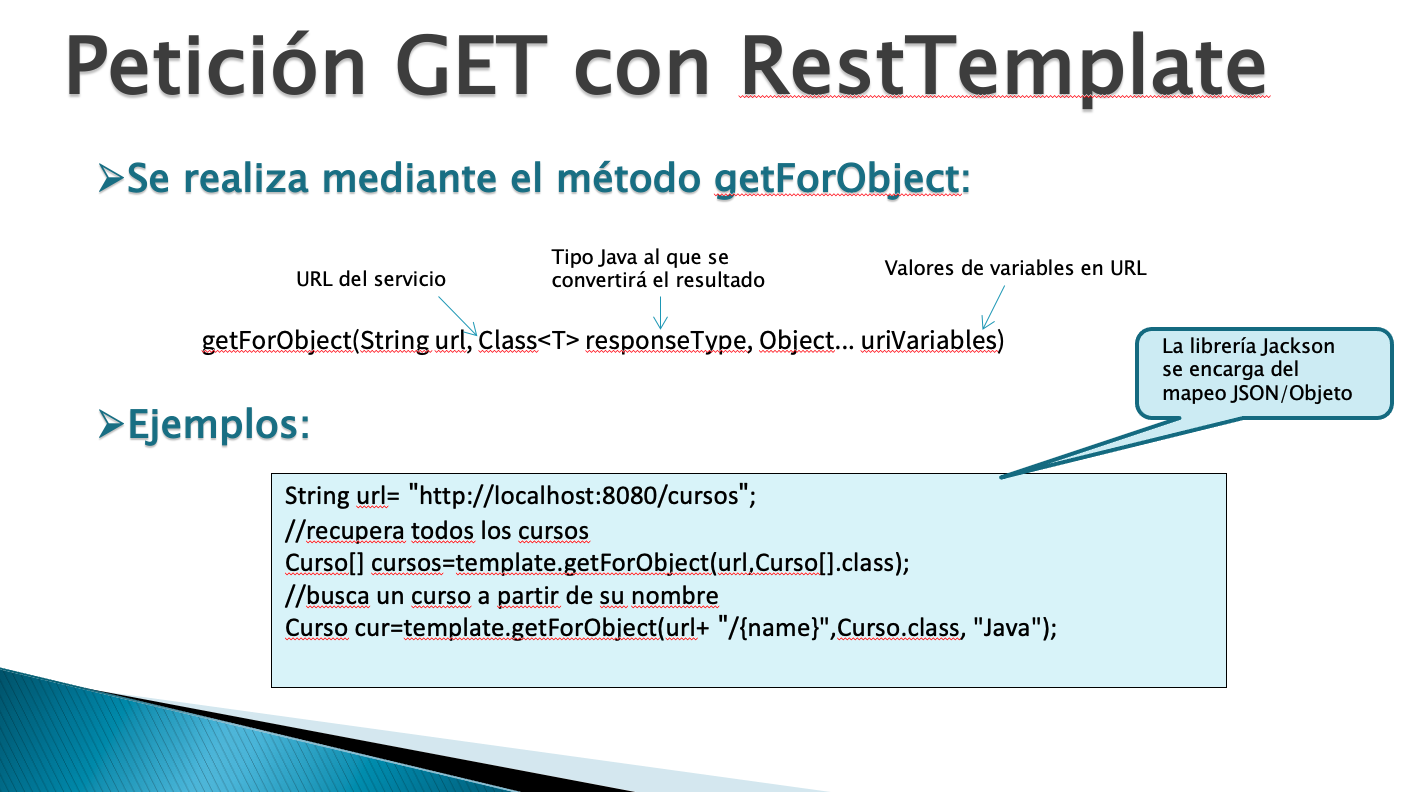 Petición GET con RestTemplate
➢Se realiza mediante el método getForObject:
URL del servicio
Tipo Java al que se
convertirá el resultado
Valores de variables en URL
getForObject(String url, Class<T> responseType, Object... uriVariables)
La librería Jackson
se encarga del
mapeo JSON/Objeto
➢Ejemplos:
String url= "http://localhost:8080/cursos";
//recupera todos los cursos
Curso[] cursos=template.getForObject(url,Curso[].class);
//busca un curso a partir de su nombre
Curso cur=template.getForObject(url+ "/{name}",Curso.class, "Java");